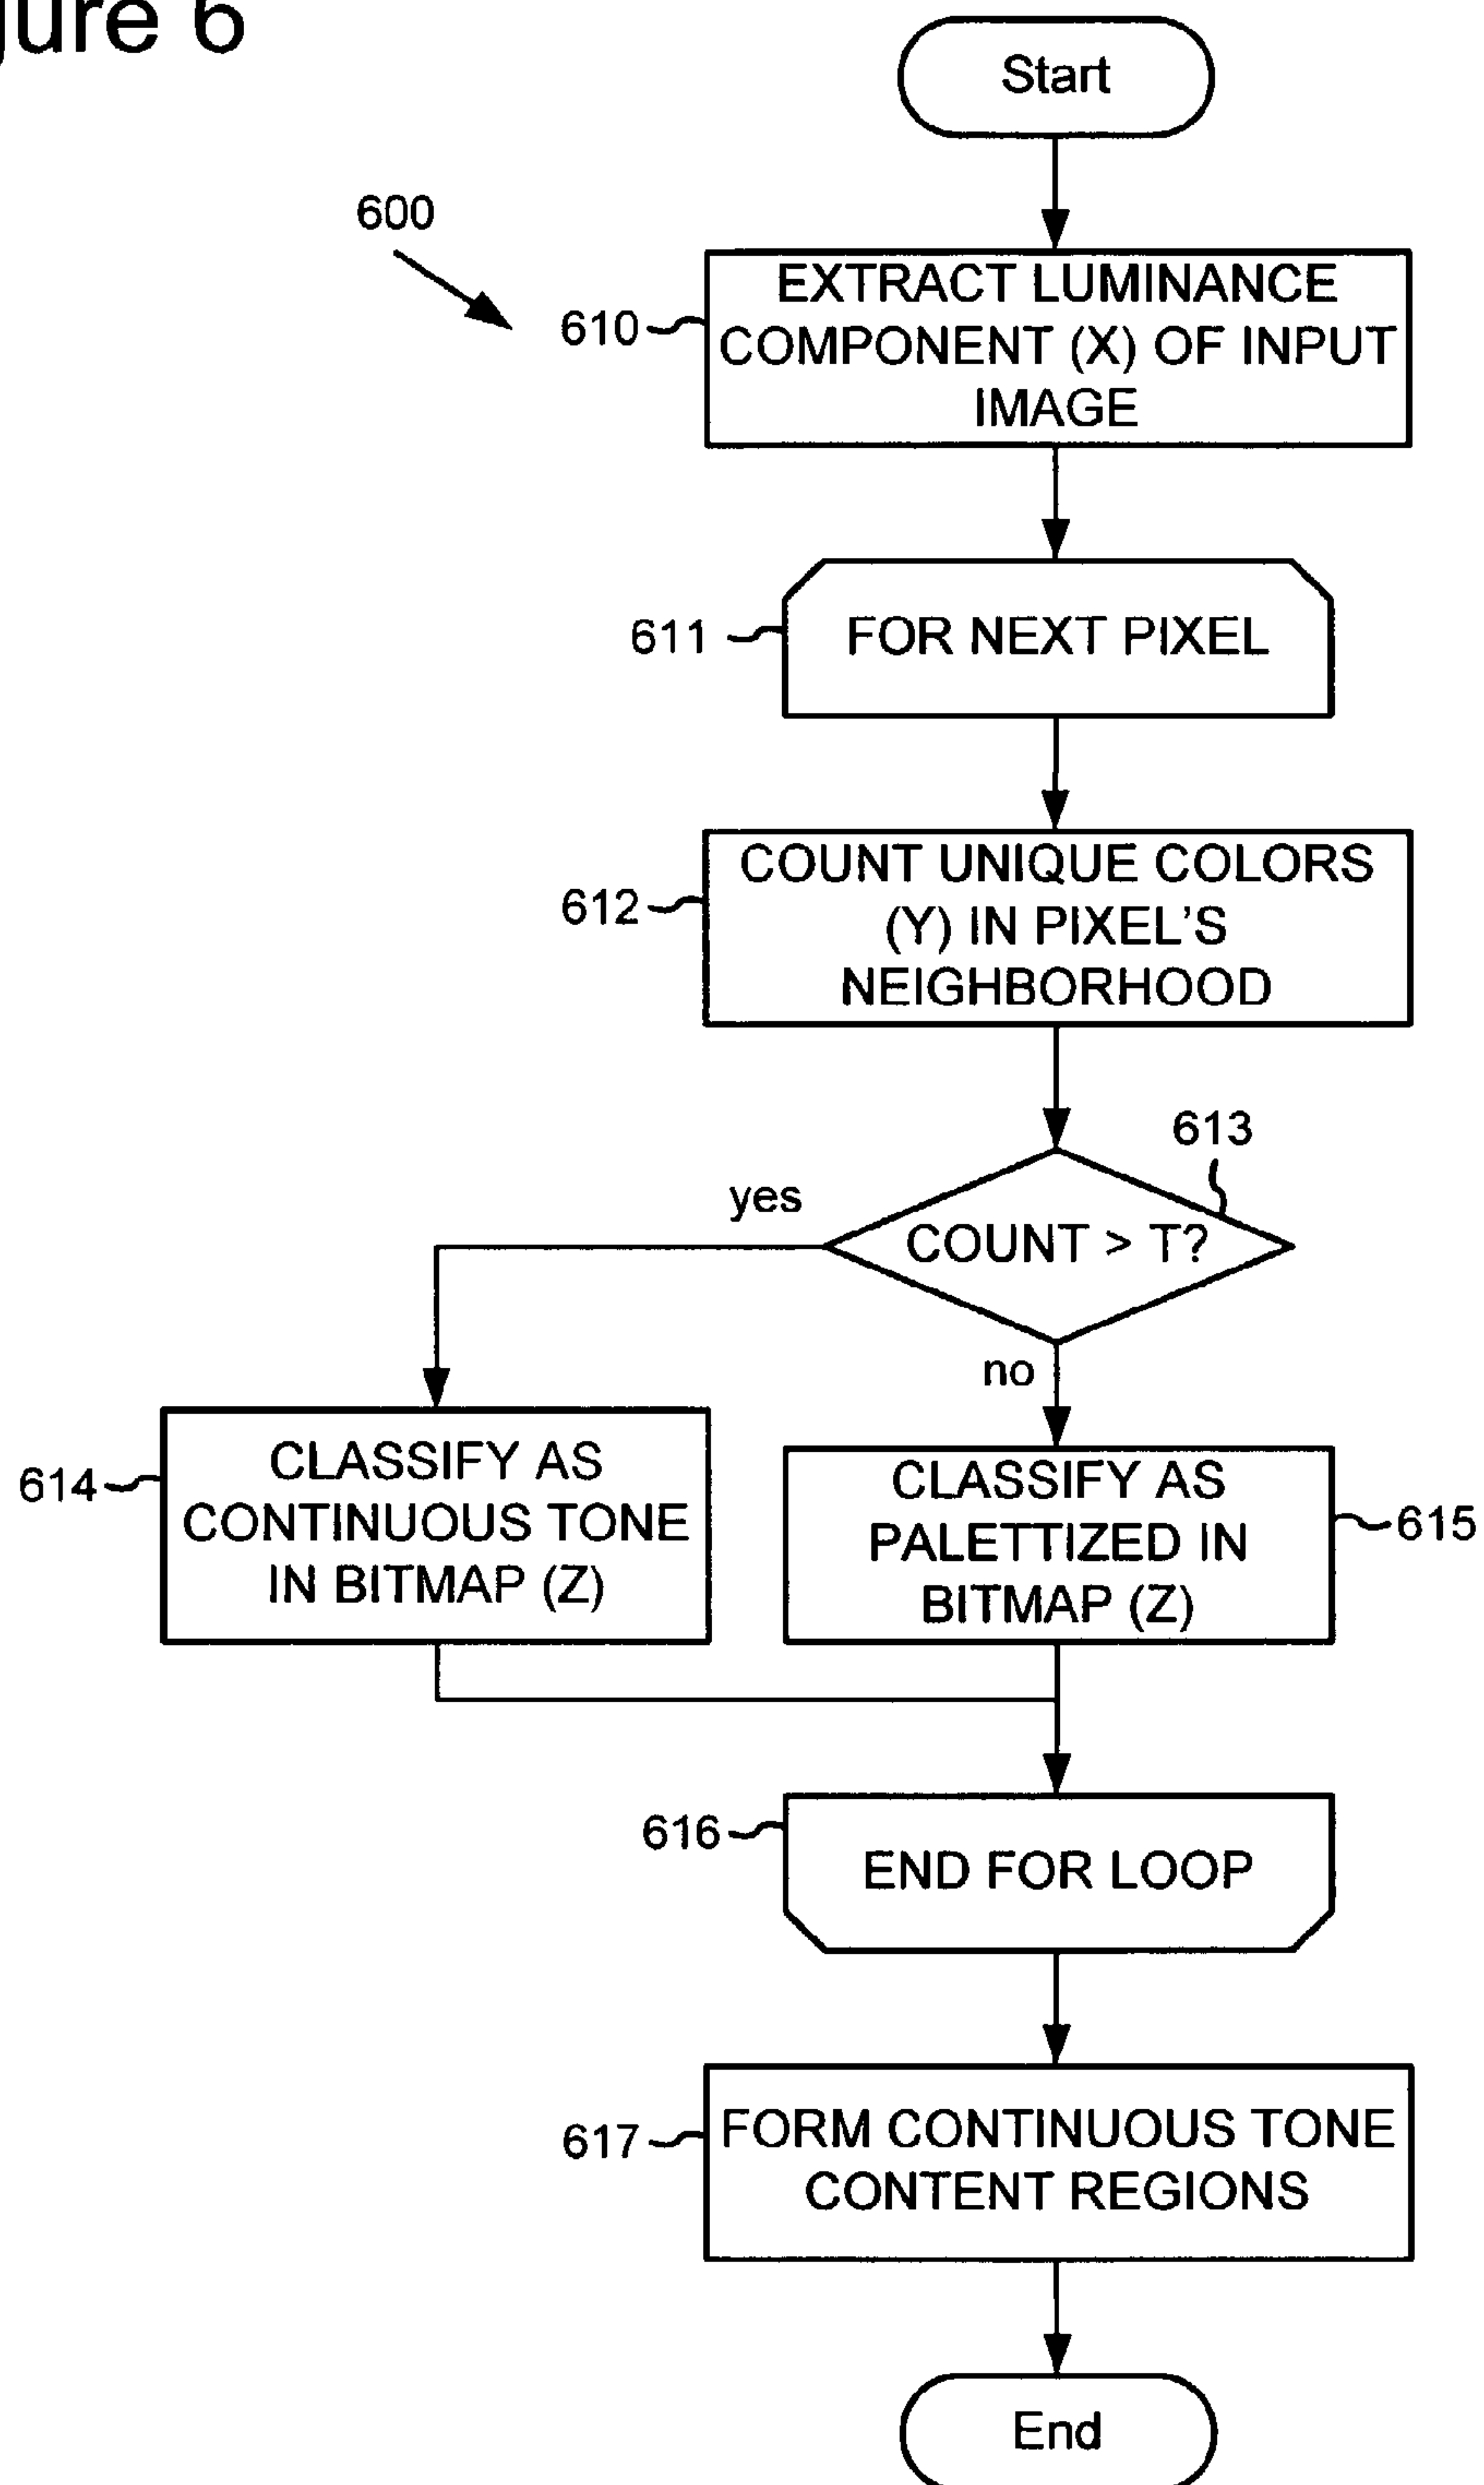 ure 6
Start
600
610
EXTRACT LUMINANCE
COMPONENT (X) OF INPUT
IMAGE
611
FOR NEXT PIXEL
612
COUNT UNIQUE COLORS
(Y) IN PIXEL'S
NEIGHBORHOOD
613
yes
COUNT > T?
no
614
CLASSIFY AS
CONTINUOUS TONE
IN BITMAP (Z)
CLASSIFY AS
PALETTIZED IN
BITMAP (Z)
615
616
END FOR LOOP
617
FORM CONTINUOUS TONE
CONTENT REGIONS
End